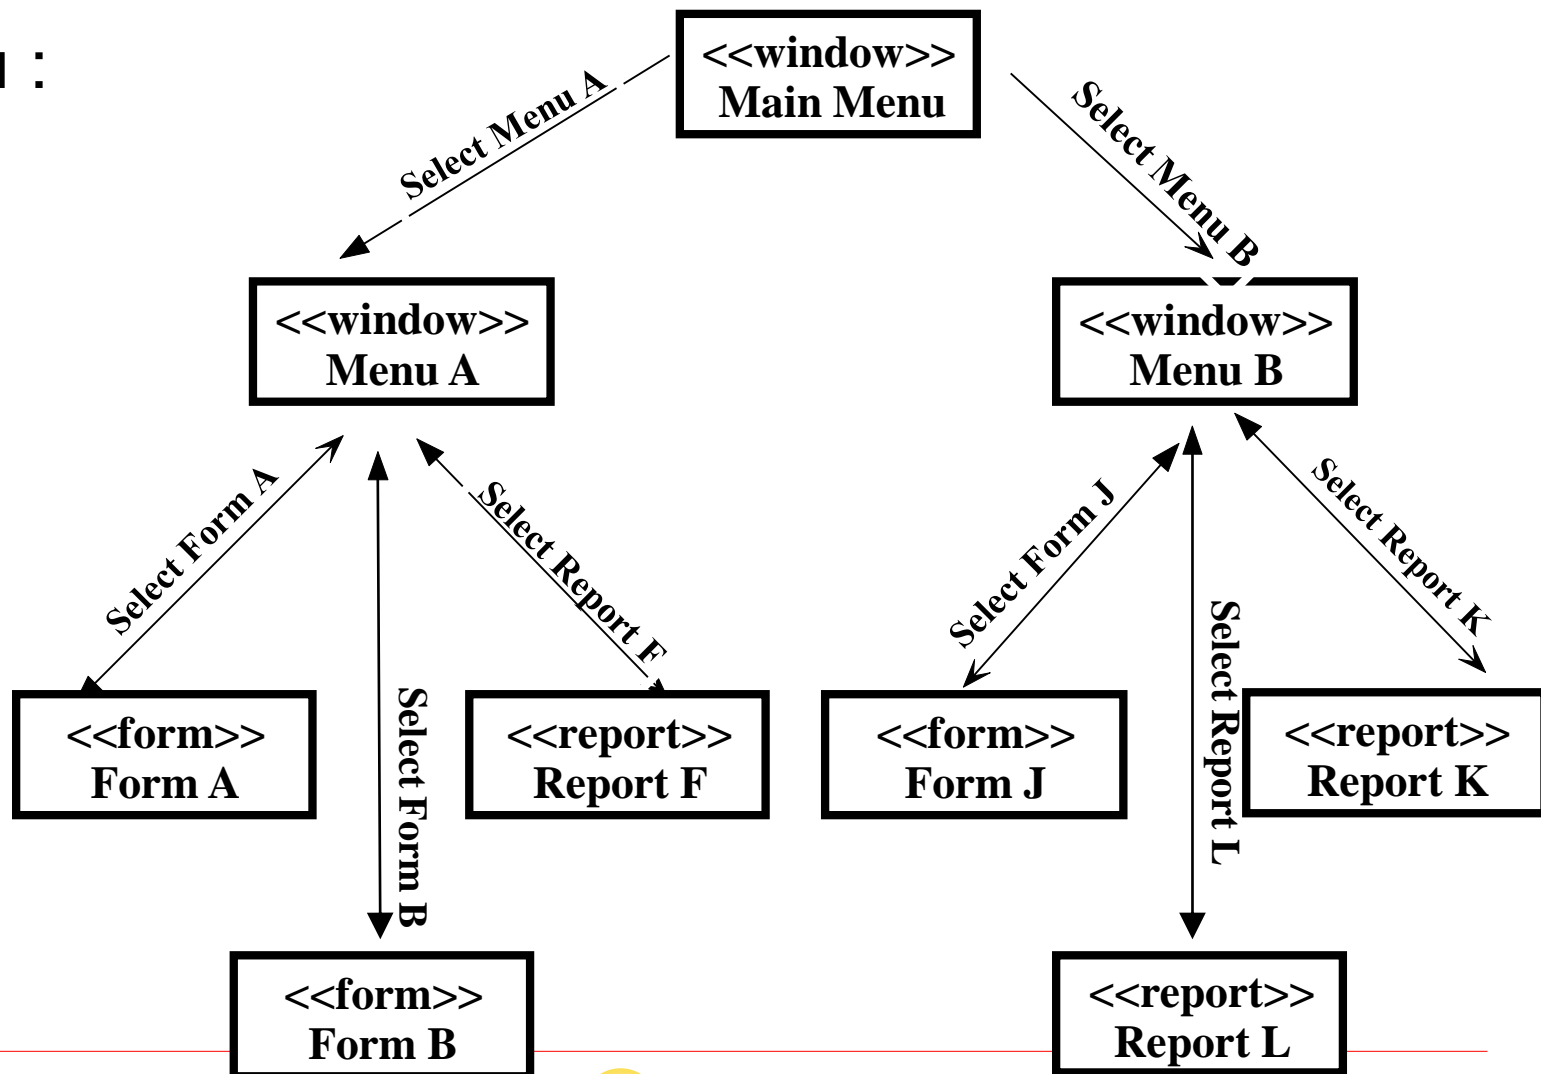 :
<<window>>
Main Menu
Select Menu A
Select Menu B
<<window>>
Menu A
<<window>>
Menu B
Select Form A
Select Form B
Select Report F
Select Form J
Select Report L
Select Report K
<<form>>
Form A
<<report>>
Report F
<<form>>
Form J
<<report>>
Report K
<<form>>
Form B
<<report>>
Report L